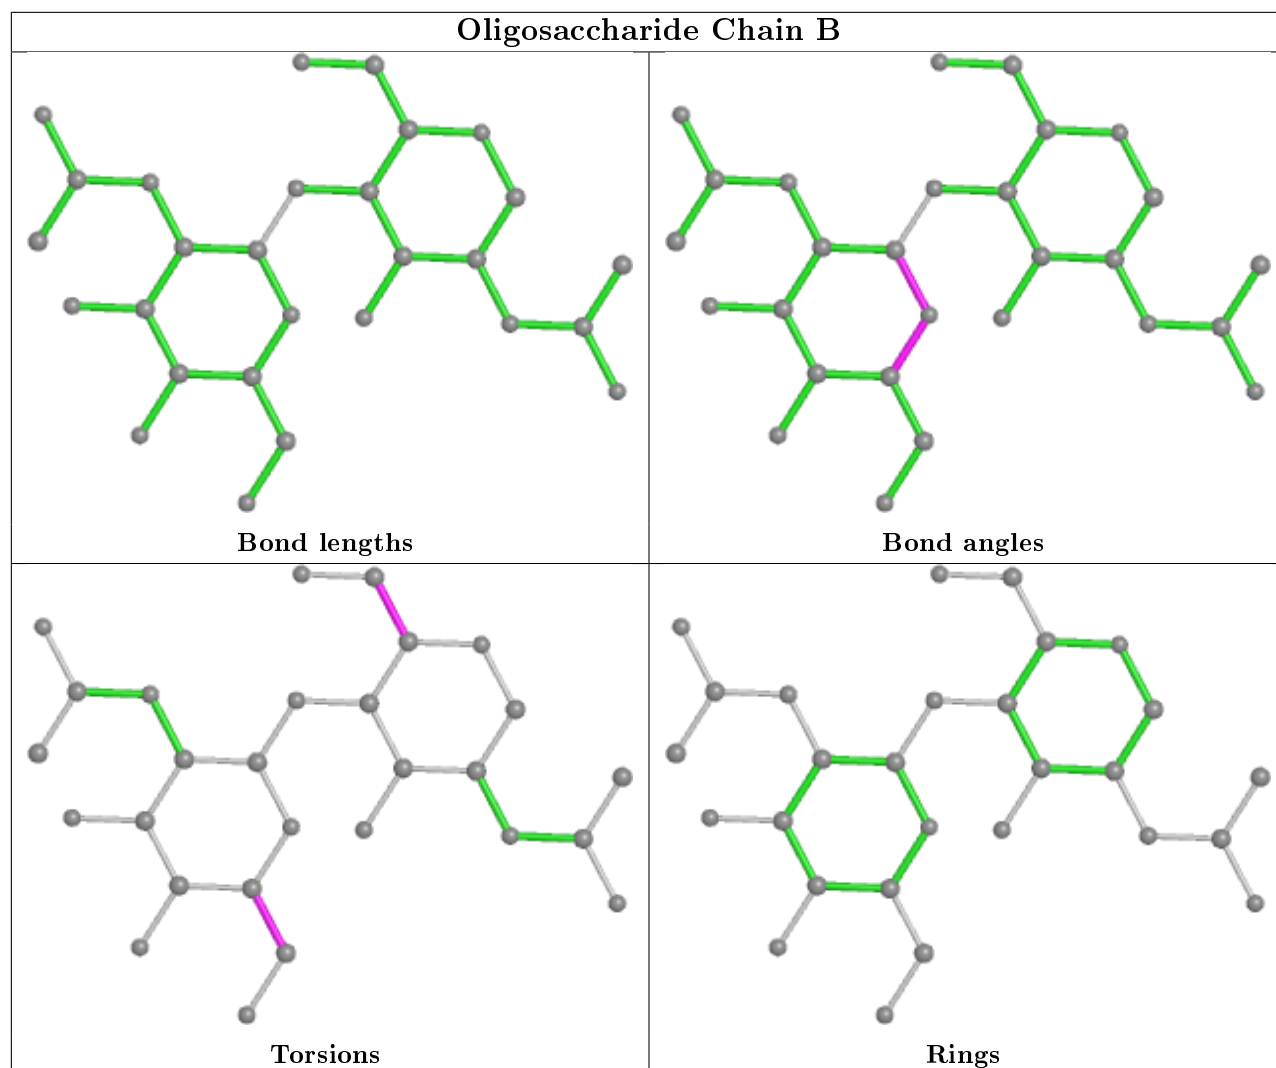 Oligosaccharide Chain B
Bond lengths
Bond angles
Torsions
Rings